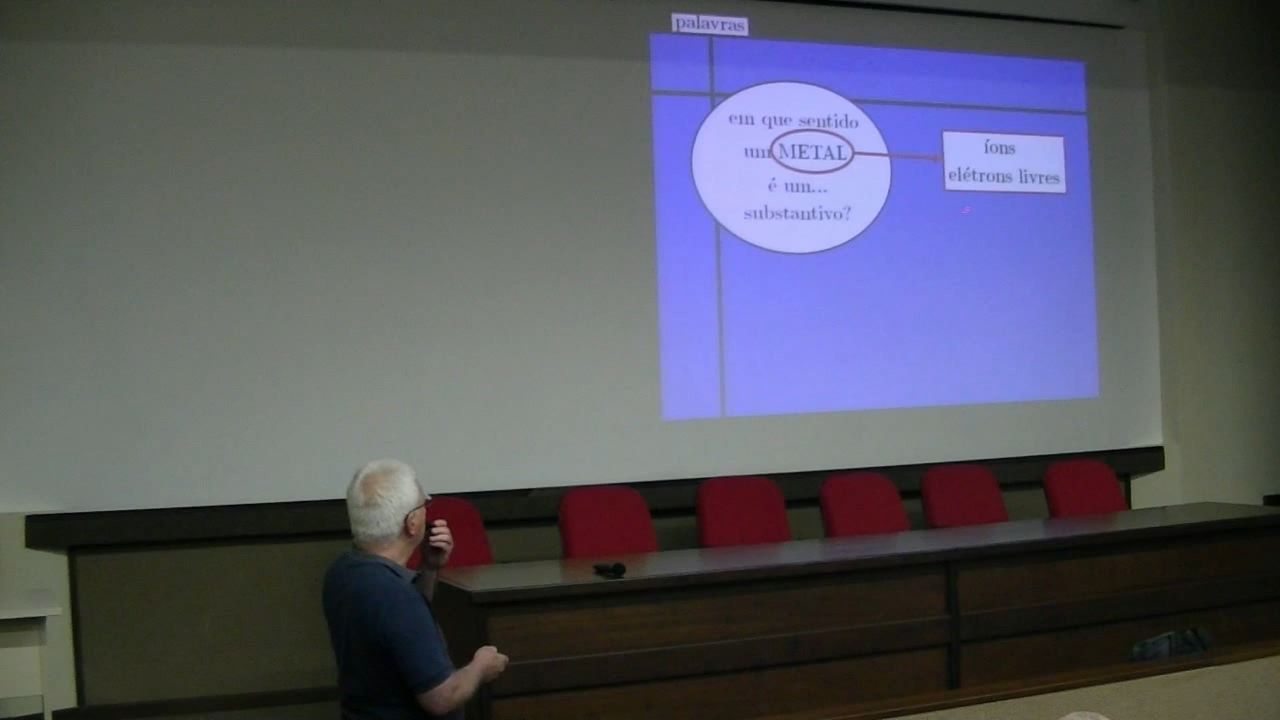 palavras
em que sentido
um METAL
é um...
substantivo?
íons
elétrons livres